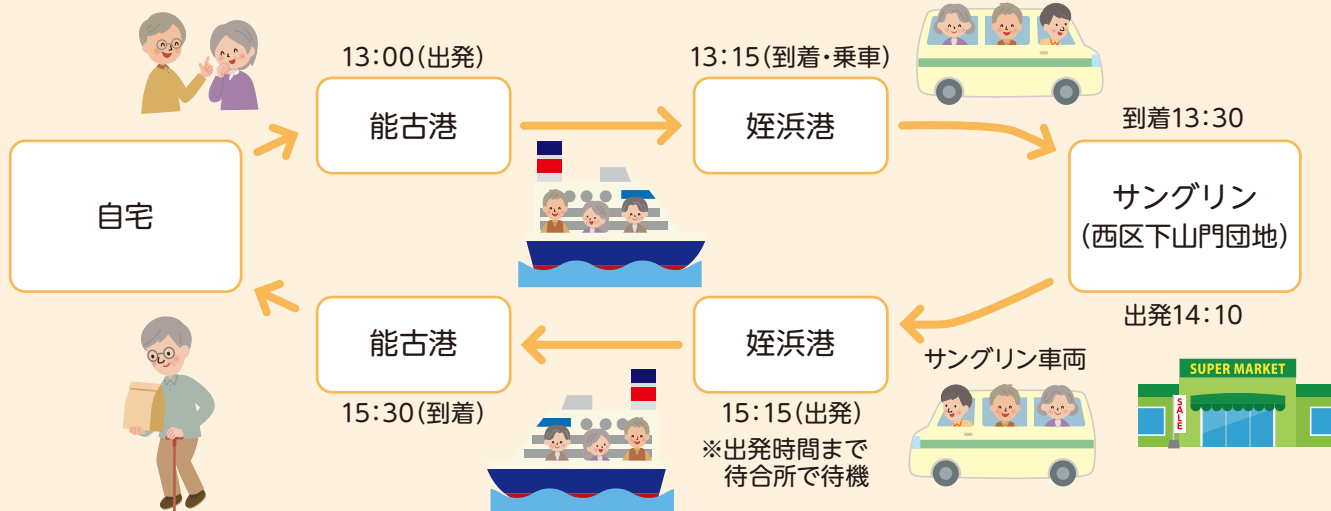 13:00(出発)
能古港
13:15(到着・乗車)
姪浜港
到着13:30
サングリン
(西区下山門団地)
出発14:10
自宅
サングリン車両
姪浜港
15:15(出発)
※出発時間まで
待合所で待機
能古港
15:30(到着)
SUPER MARKET
SALE